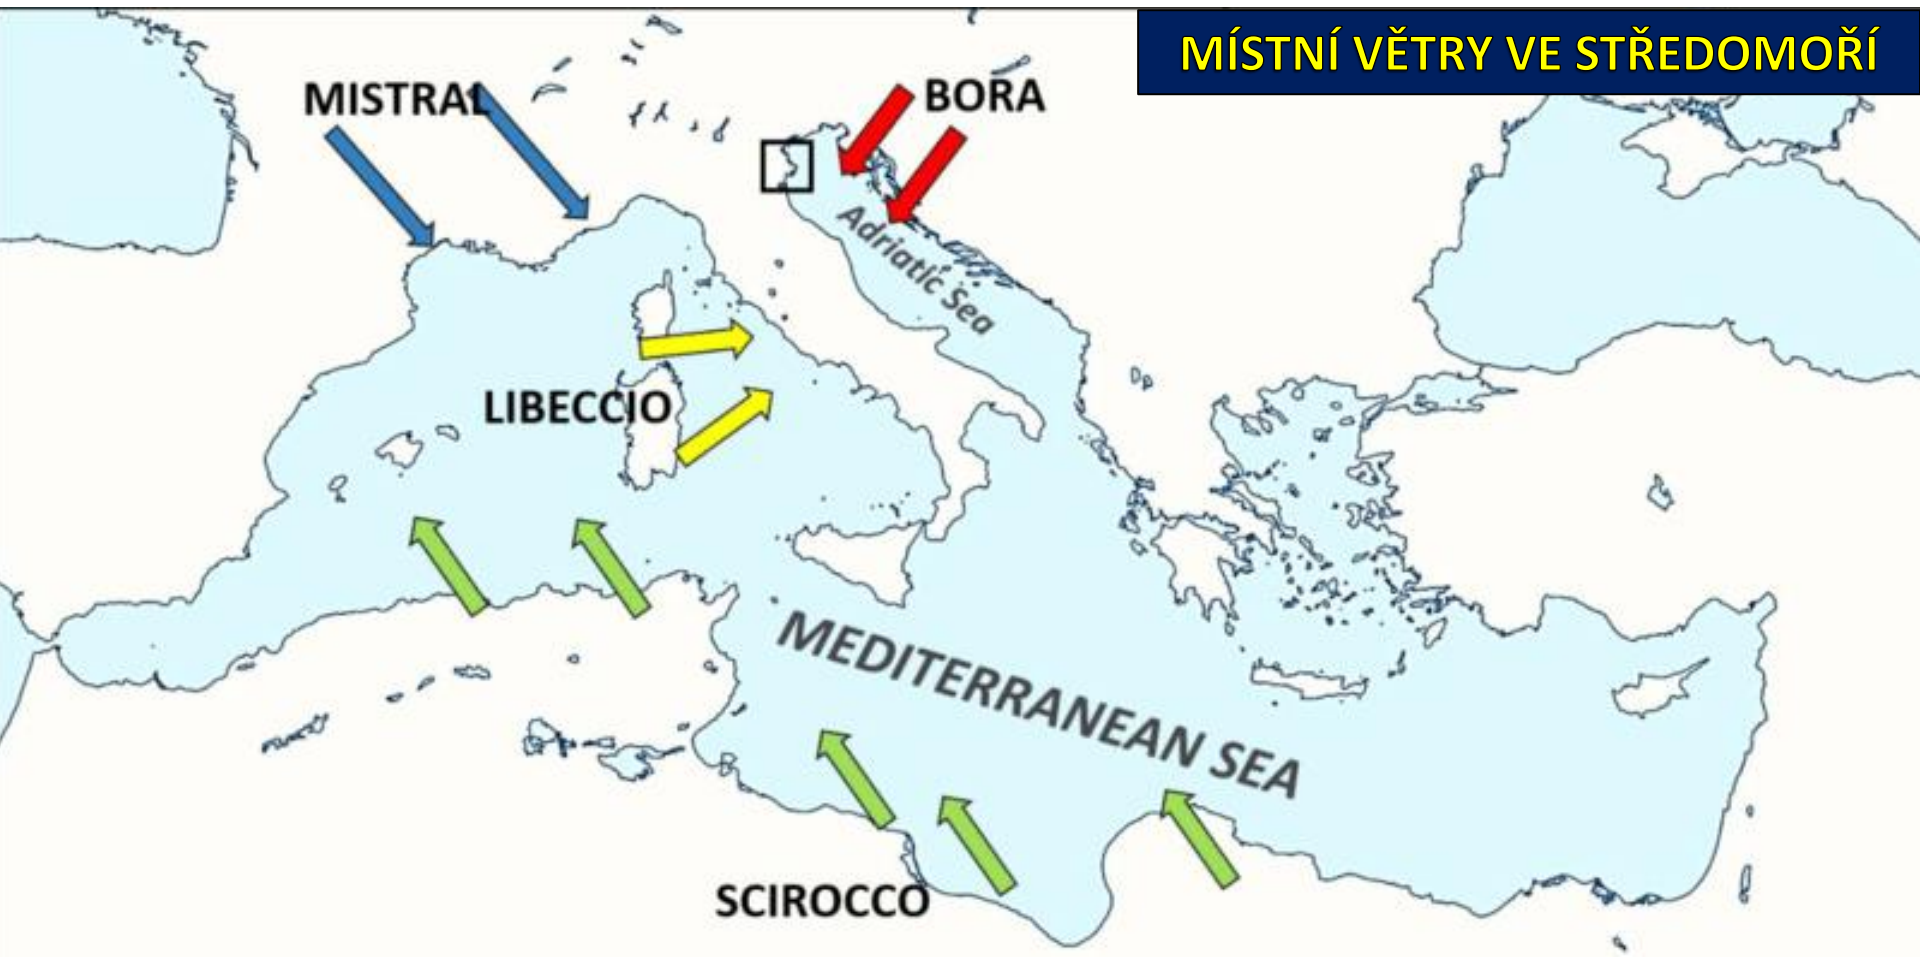 MÍSTNÍ VĚTRY VE STŘEDOMOŘÍ
MISTRAL
BORA
Adriatic Sea
LIBECCIO
MEDITERRANEAN SEA
SCIROCCO